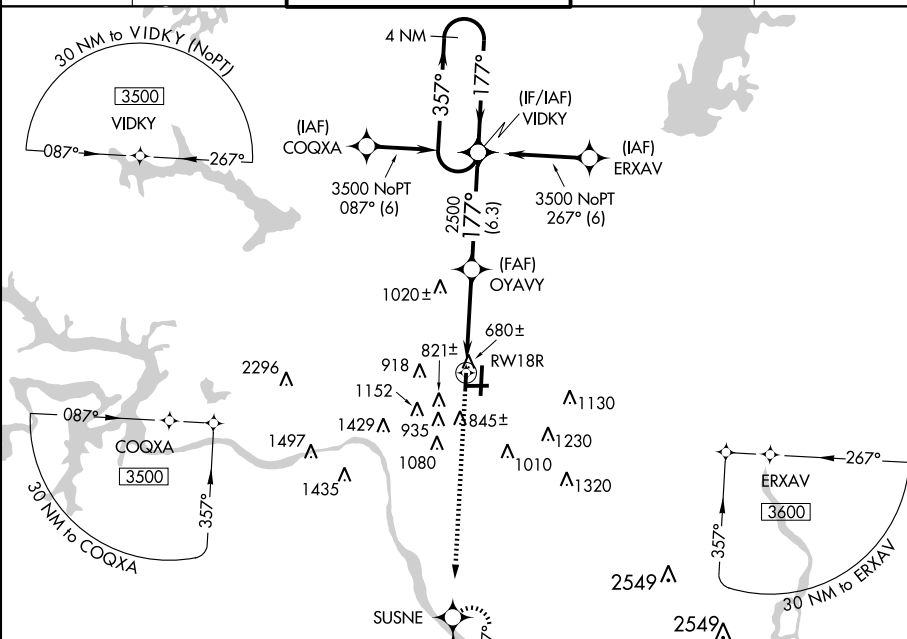 30 NM to VIDKY (NoPT)
3500
VIDKY
087°
267°
4 NM
357°
177°
(IF/IAF)
VIDKY
(IAF)
COQXA
(IAF)
ERXAV
3500 NoPT
087° (6)
3500 NoPT
267° (6)
2500
177°
(6.3)
(FAF)
OYAVY
1020±
680±
821±
RW18R
918
2296
1152
1130
087°
1429
935
845±
1230
COQXA
1497
1080
1010
267°
3500
1435
1320
ERXAV
3600
357°
30 NM to COQXA
357°
30 NM to ERXAV
2549
SUSNE
2549